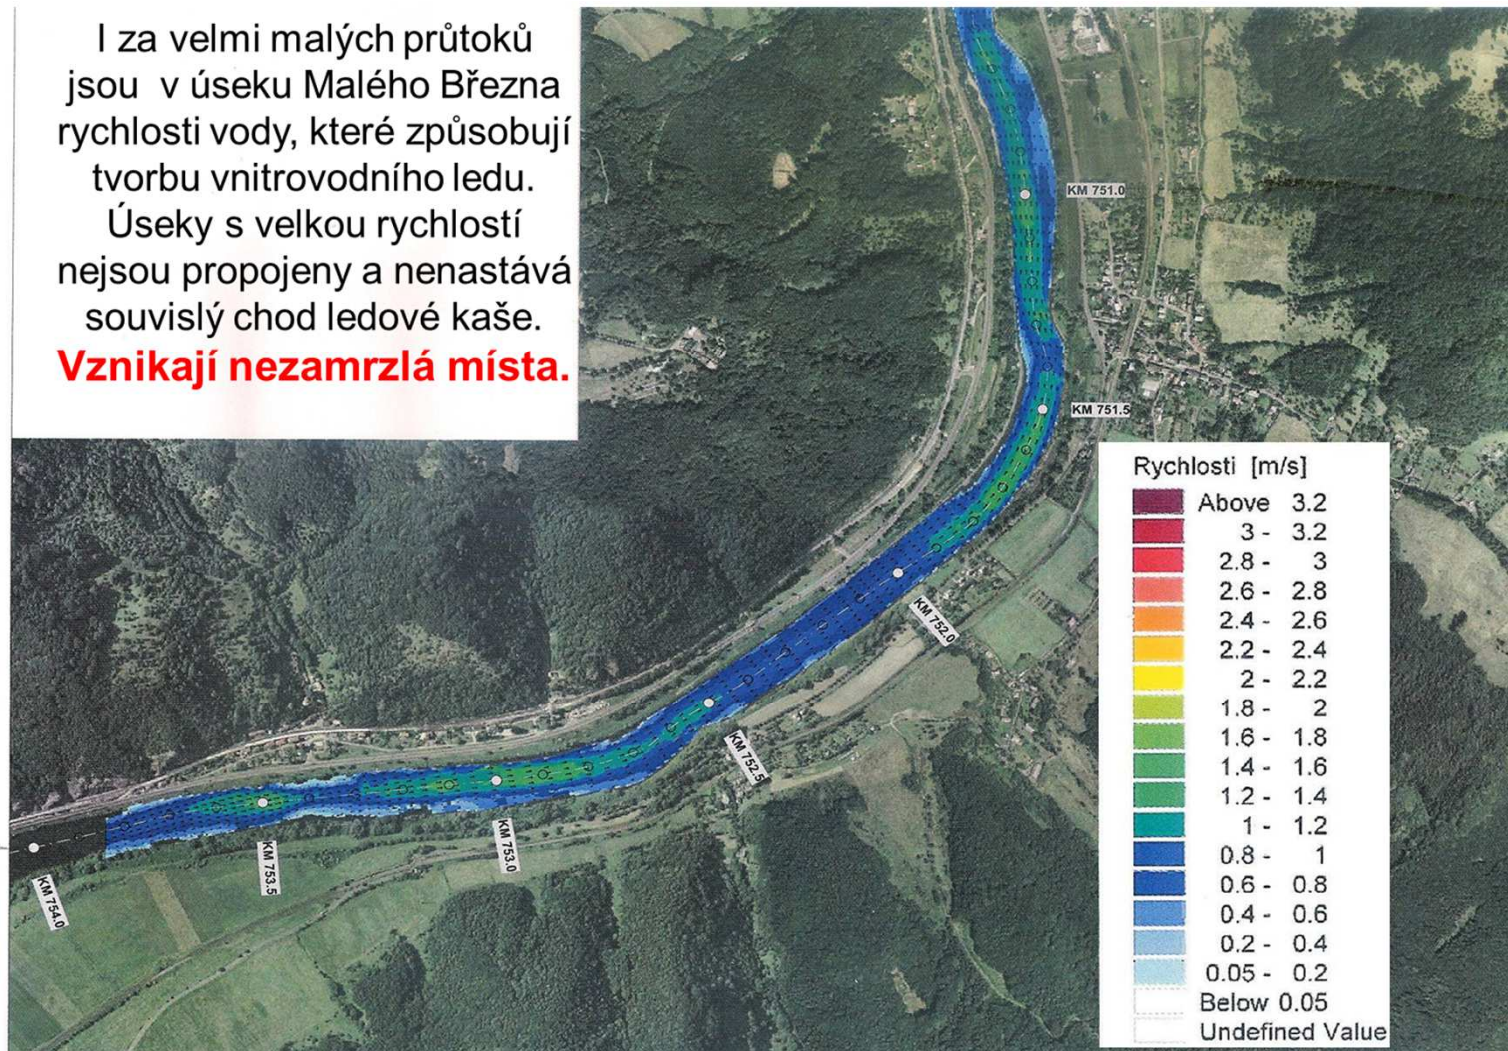 I za velmi malých průtoků
jsou v úseku Malého Března
rychlosti vody, které způsobují
tvorbu vnitrovodního ledu.
Úseky s velkou rychlostí
nejsou propojeny a nenastává
souvislý chod ledové kaše.
Vznikají nezamrzlá místa.
KM 751.0
KM 751.5
KM 752.0
KM 752.5
KM 753.0
KM 753.5
KM 754.0
Rychlosti [m/s]
Above 3.2
3 - 3.2
2.8 - 3
2.6 - 2.8
2.4 - 2.6
2.2 - 2.4
2 - 2.2
1.8 - 2
1.6 - 1.8
1.4 - 1.6
1.2 - 1.4
1 - 1.2
0.8 - 1
0.6 - 0.8
0.4 - 0.6
0.2 - 0.4
0.05 - 0.2
Below 0.05
Undefined Value